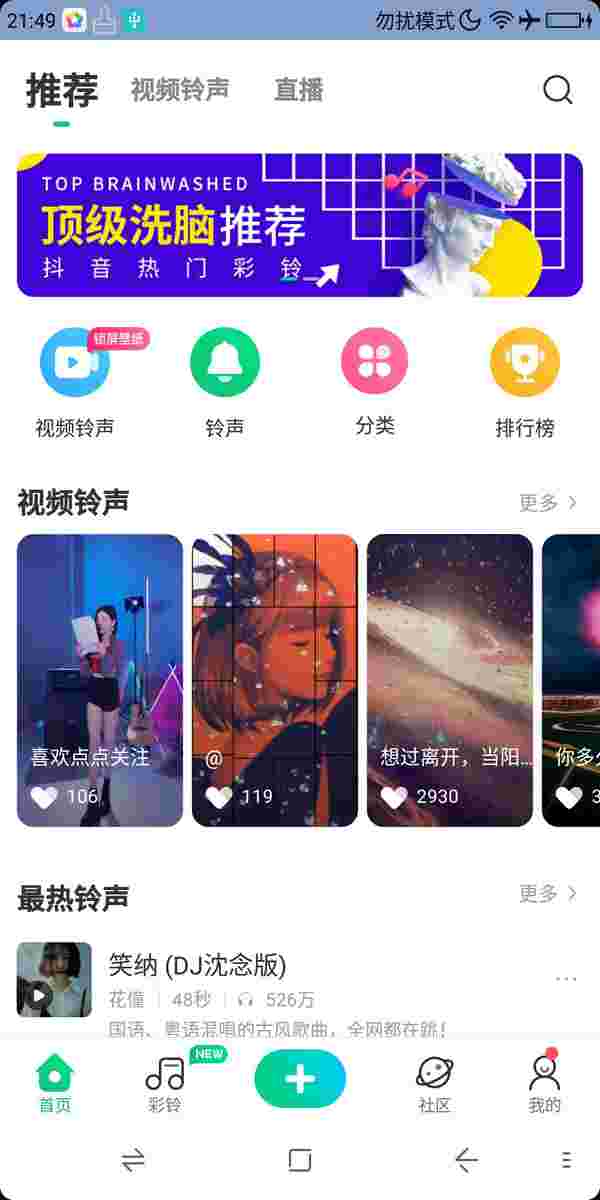 21:49 勿扰模式
推荐 视频铃声 直播
TOP BRAINWASHED
顶级洗脑推荐
抖音热门彩铃
锁屏壁纸
视频铃声 铃声 分类 排行榜
视频铃声 更多
喜欢点点关注 @ 想过离开，当阳... 你多
106 119 2930 3
最热铃声 更多
笑纳 (DJ沈念版)
花僮 48秒 526万
国语、粤语混唱的古风歌曲，全网都在跳！
NEW
首页 彩铃 社区 我的